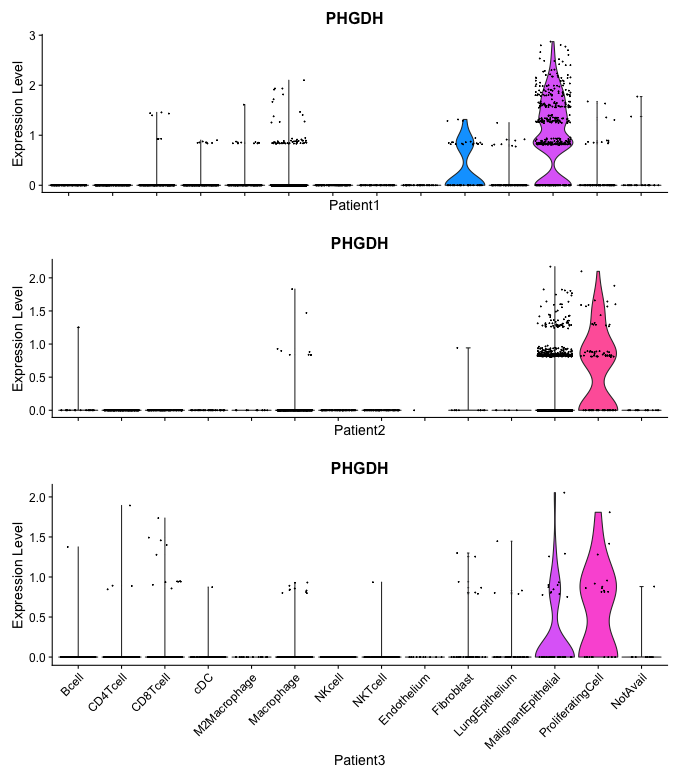 PHGDH
Expression Level
3
2
1
0
Patient1
PHGDH
Expression Level
2.0
1.5
1.0
0.5
0.0
Patient2
PHGDH
Expression Level
2.0
1.5
1.0
0.5
0.0
Bcell
CD4Tcell
CD8Tcell
cDC
M2Macrophage
Macrophage
NKcell
NKTcell
Endothelium
Fibroblast
LungEpithelium
MalignantEpithelial
ProliferatingCell
NotAvail
Patient3